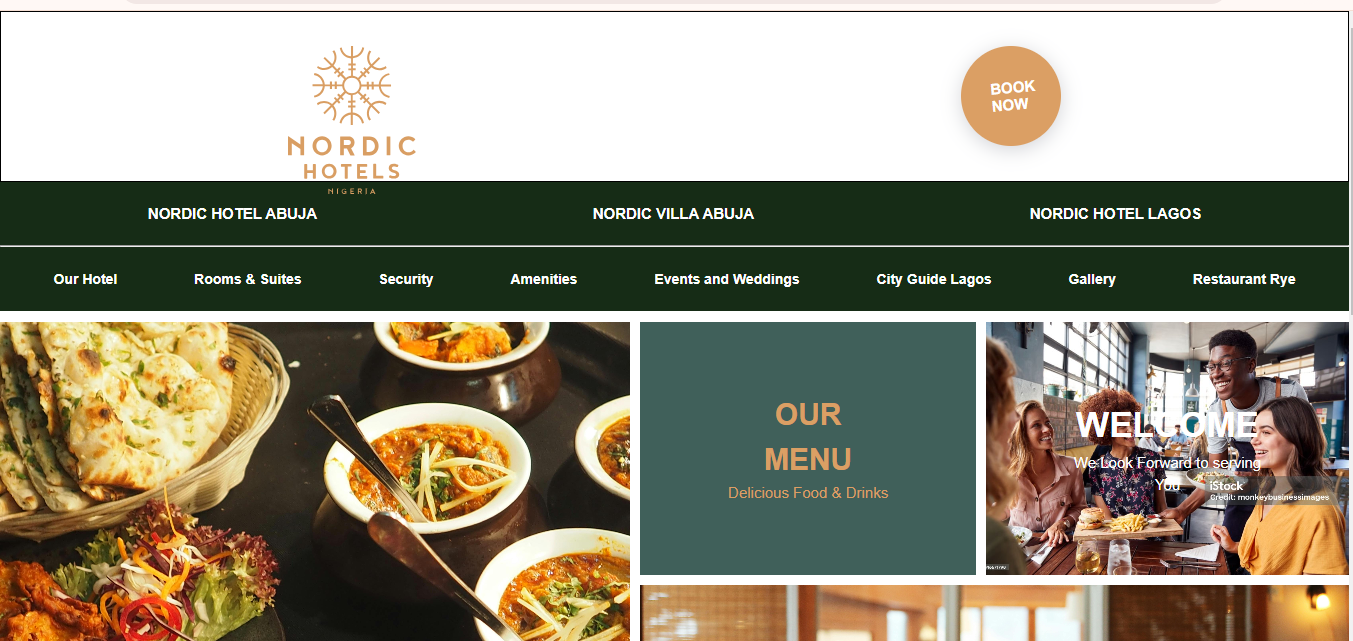 NORDIC
HOTELS
NIGERIA
BOOK
NOW
NORDIC HOTEL ABUJA
NORDIC VILLA ABUJA
NORDIC HOTEL LAGOS
Our Hotel
Rooms & Suites
Security
Amenities
Events and Weddings
City Guide Lagos
Gallery
Restaurant Rye
OUR
MENU
Delicious Food & Drinks
WELCOME
We Look Forward to serving
You
iStock
Credit: monkeybusinessimages